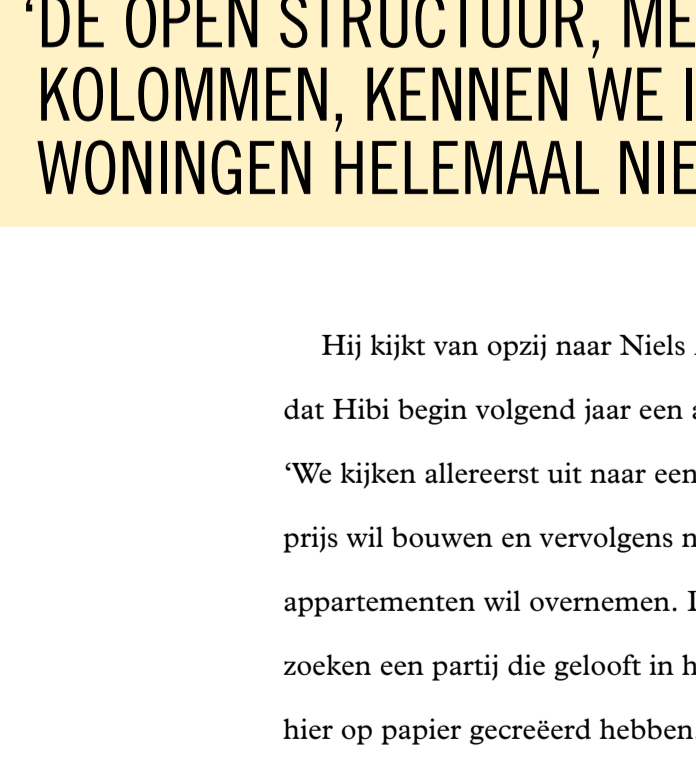 ‘DE OPEN STRUCTUUR, ME
KOLOMMEN, KENNEN WE I
WONINGEN HELEMAAL NIE
Hij kijkt van opzij naar Niels
dat Hibi begin volgend jaar een
‘We kijken allereerst uit naar een
prijs wil bouwen en vervolgens
appartementen wil overnemen.
zoeken een partij die gelooft in
hier op papier gecreëerd hebben